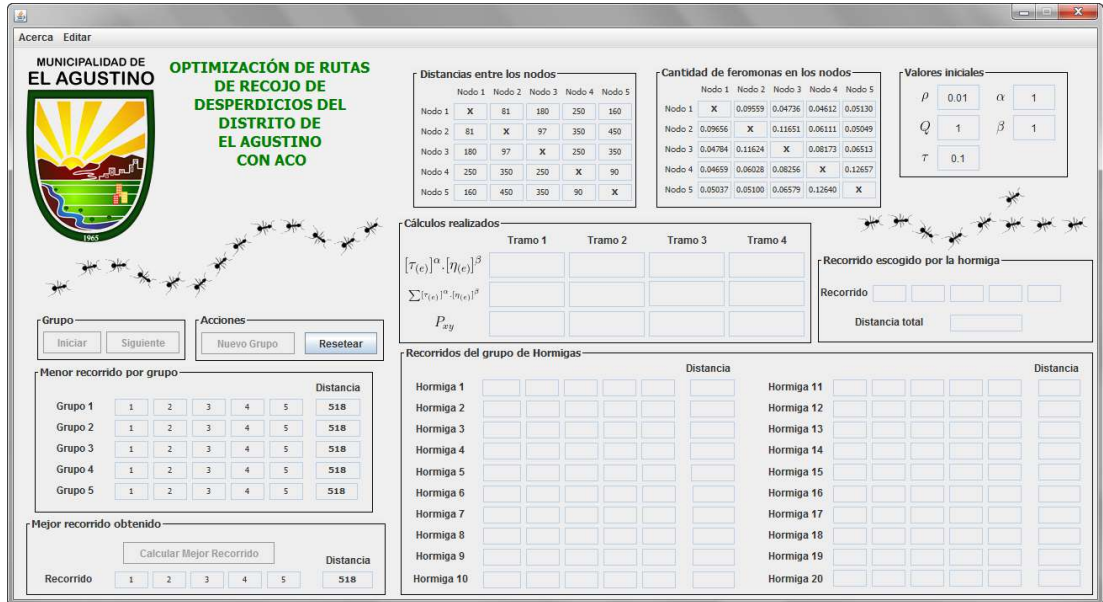 Acerca Editar
MUNICIPALIDAD DE
EL AGUSTINO
1965
OPTIMIZACIÓN DE RUTAS
DE RECOJO DE
DESPERDICIOS DEL
DISTRITO DE
EL AGUSTINO
CON ACO
Distancias entre los nodos
Nodo 1 Nodo 2 Nodo 3 Nodo 4 Nodo 5
Nodo 1 X 81 180 250 160
Nodo 2 81 X 97 350 450
Nodo 3 180 97 X 250 350
Nodo 4 250 350 250 X 90
Nodo 5 160 450 350 90 X
Cantidad de feromonas en los nodos
Nodo 1 Nodo 2 Nodo 3 Nodo 4 Nodo 5
Nodo 1 X 0.09559 0.04736 0.04612 0.05130
Nodo 2 0.09656 X 0.11651 0.06111 0.05049
Nodo 3 0.04784 0.11624 X 0.08173 0.06513
Nodo 4 0.04659 0.06028 0.08256 X 0.12657
Nodo 5 0.05037 0.05100 0.06579 0.12640 X
Valores iniciales
ρ 0.01 α 1
Q 1 β 1
τ 0.1
Cálculos realizados
Tramo 1 Tramo 2 Tramo 3 Tramo 4
[τ(e)]^α.[η(e)]^β
∑[τ(e)]^α.[η(e)]^β
Pxy
Recorrido escogido por la hormiga
Recorrido
Distancia total
Grupo
Iniciar Siguiente
Acciones
Nuevo Grupo Resetear
Menor recorrido por grupo
Distancia
Grupo 1 1 2 3 4 5 518
Grupo 2 1 2 3 4 5 518
Grupo 3 1 2 3 4 5 518
Grupo 4 1 2 3 4 5 518
Grupo 5 1 2 3 4 5 518
Mejor recorrido obtenido
Calcular Mejor Recorrido
Distancia
Recorrido 1 2 3 4 5 518
Recorridos del grupo de Hormigas
Distancia Distancia
Hormiga 1 Hormiga 11
Hormiga 2 Hormiga 12
Hormiga 3 Hormiga 13
Hormiga 4 Hormiga 14
Hormiga 5 Hormiga 15
Hormiga 6 Hormiga 16
Hormiga 7 Hormiga 17
Hormiga 8 Hormiga 18
Hormiga 9 Hormiga 19
Hormiga 10 Hormiga 20